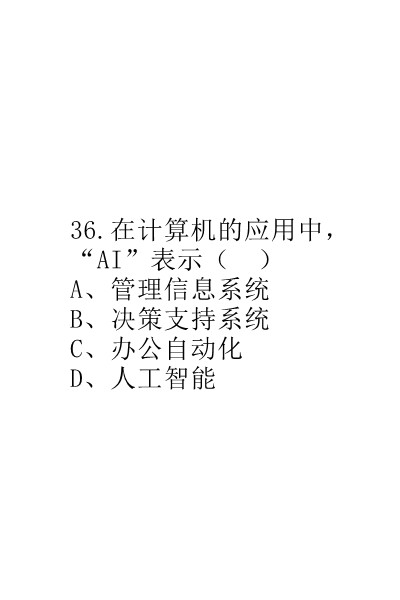 36.在计算机的应用中，
“AI”表示（  ）
A、管理信息系统
B、决策支持系统
C、办公自动化
D、人工智能